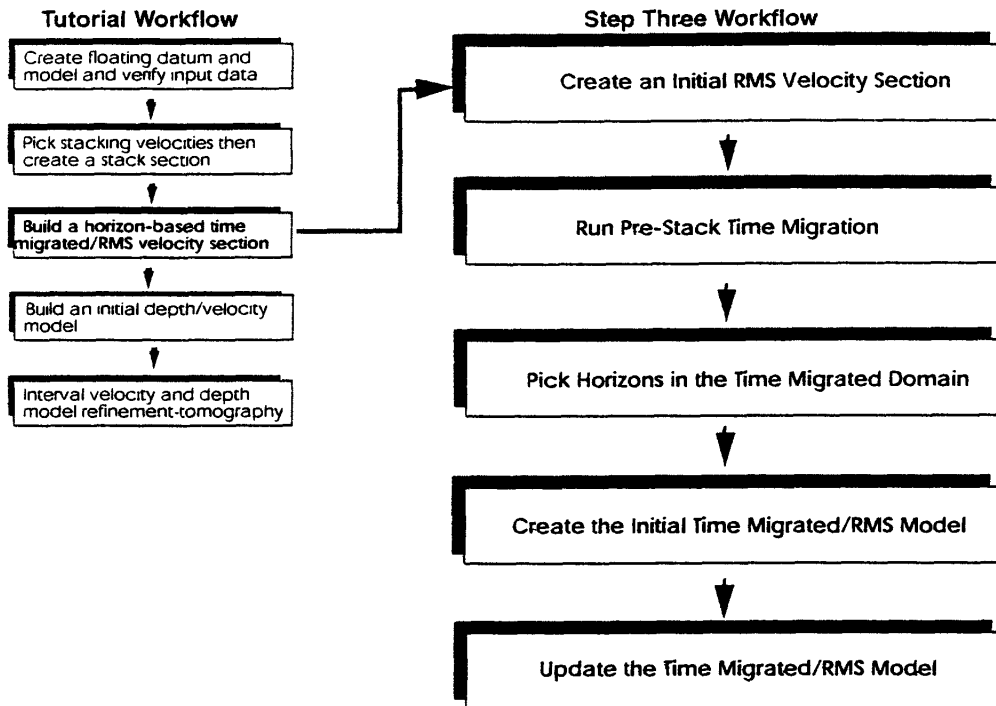 Tutorial Workflow
Create floating datum and
model and verify input data
Pick stacking velocities then
create a stack section
Build a horizon-based time
migrated/RMS velocity section
Build an initial depth/velocity
model
Interval velocity and depth
model refinement-tomography
Step Three Workflow
Create an Initial RMS Velocity Section
Run Pre-Stack Time Migration
Pick Horizons in the Time Migrated Domain
Create the Initial Time Migrated/RMS Model
Update the Time Migrated/RMS Model